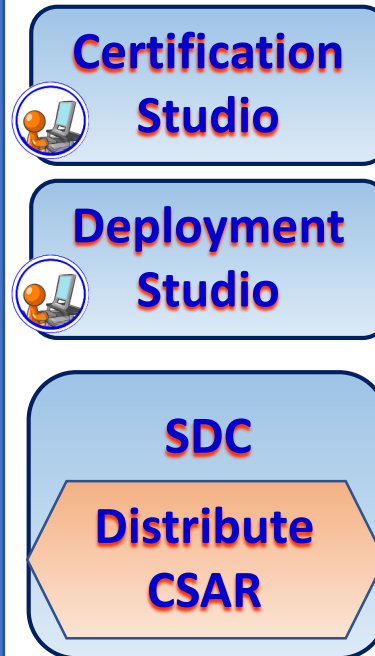 Certification
Studio
Deployment
Studio
SDC
Distribute
CSAR